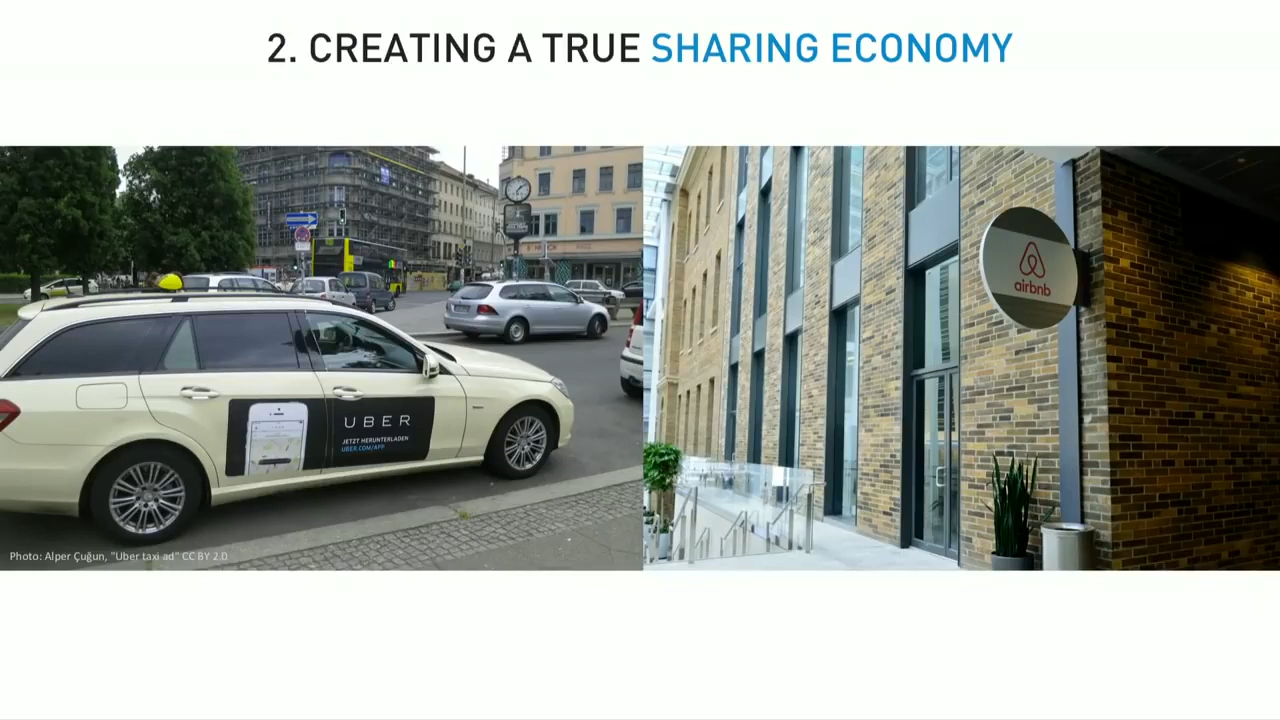 2. CREATING A TRUE SHARING ECONOMY
UBER
JETZT HERUNTERLADEN
UBER.COM/APP
airbnb
Photo: Alper Çuğun, "Uber taxi ad" CC BY 2.0